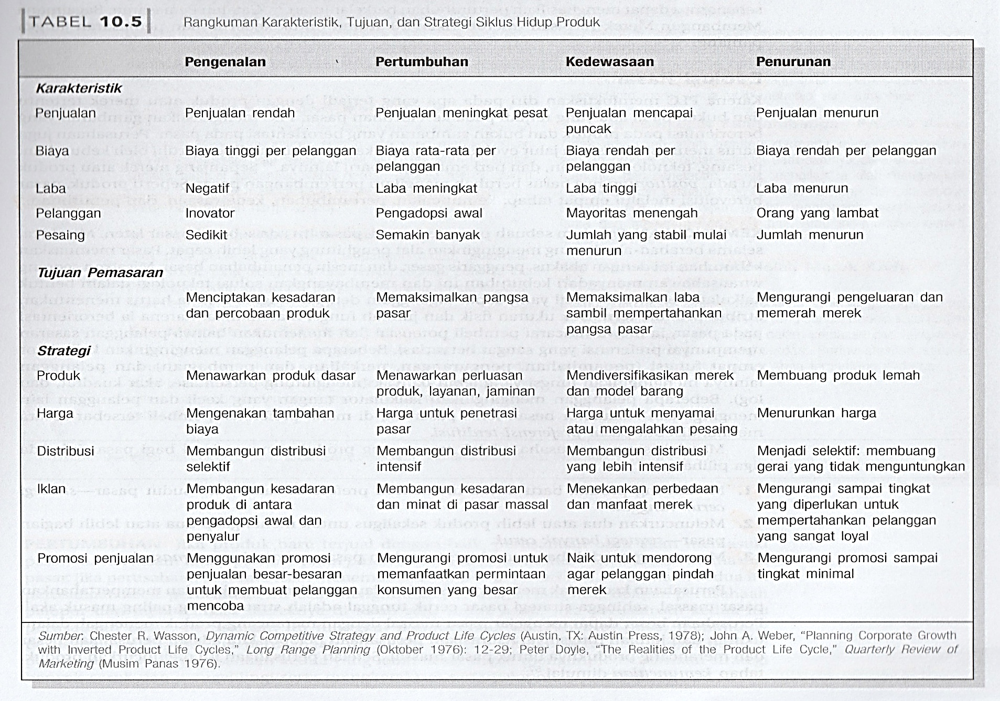 TABEL 10.5 Rangkuman Karakteristik, Tujuan, dan Strategi Siklus Hidup Produk
Pengenalan Pertumbuhan Kedewasaan Penurunan
Karakteristik
Penjualan Penjualan rendah Penjualan meningkat pesat Penjualan mencapai Penjualan menurun
puncak
Biaya Biaya tinggi per pelanggan Biaya rata-rata per Biaya rendah per Biaya rendah per pelanggan
pelanggan pelanggan
Laba Negatif Laba meningkat Laba tinggi Laba menurun
Pelanggan Inovator Pengadopsi awal Mayoritas menengah Orang yang lambat
Pesaing Sedikit Semakin banyak Jumlah yang stabil mulai Jumlah menurun
menurun
Tujuan Pemasaran
Menciptakan kesadaran Memaksimalkan pangsa Memaksimalkan laba Mengurangi pengeluaran dan
dan percobaan produk pasar sambil mempertahankan memerah merek
pangsa pasar
Strategi
Produk Menawarkan produk dasar Menawarkan perluasan Mendiversifikasikan merek Membuang produk lemah
produk, layanan, jaminan dan model barang
Harga Mengenakan tambahan Harga untuk penetrasi Harga untuk menyamai Menurunkan harga
biaya pasar atau mengalahkan pesaing
Distribusi Membangun distribusi Membangun distribusi Membangun distribusi Menjadi selektif: membuang
selektif intensif yang lebih intensif gerai yang tidak menguntungkan
Iklan Membangun kesadaran Membangun kesadaran Menekankan perbedaan Mengurangi sampai tingkat
produk di antara dan minat di pasar massal dan manfaat merek yang diperlukan untuk
pengadopsi awal dan mempertahankan pelanggan
penyalur yang sangat loyal
Promosi penjualan Menggunakan promosi Mengurangi promosi untuk Naik untuk mendorong Mengurangi promosi sampai
penjualan besar-besaran memanfaatkan permintaan agar pelanggan pindah tingkat minimal
untuk membuat pelanggan konsumen yang besar merek
mencoba
Sumber: Chester R. Wasson, Dynamic Competitive Strategy and Product Life Cycles (Austin, TX: Austin Press, 1978); John A. Weber, “Planning Corporate Growth
with Inverted Product Life Cycles,” Long Range Planning (Oktober 1976): 12-29; Peter Doyle, “The Realities of the Product Life Cycle,” Quarterly Review of
Marketing (Musim Panas 1976).